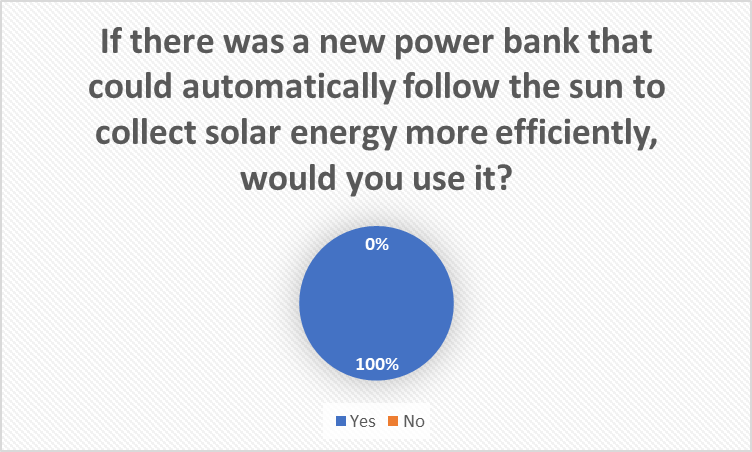 If there was a new power bank that
could automatically follow the sun to
collect solar energy more efficiently,
would you use it?
0%
100%
Yes No